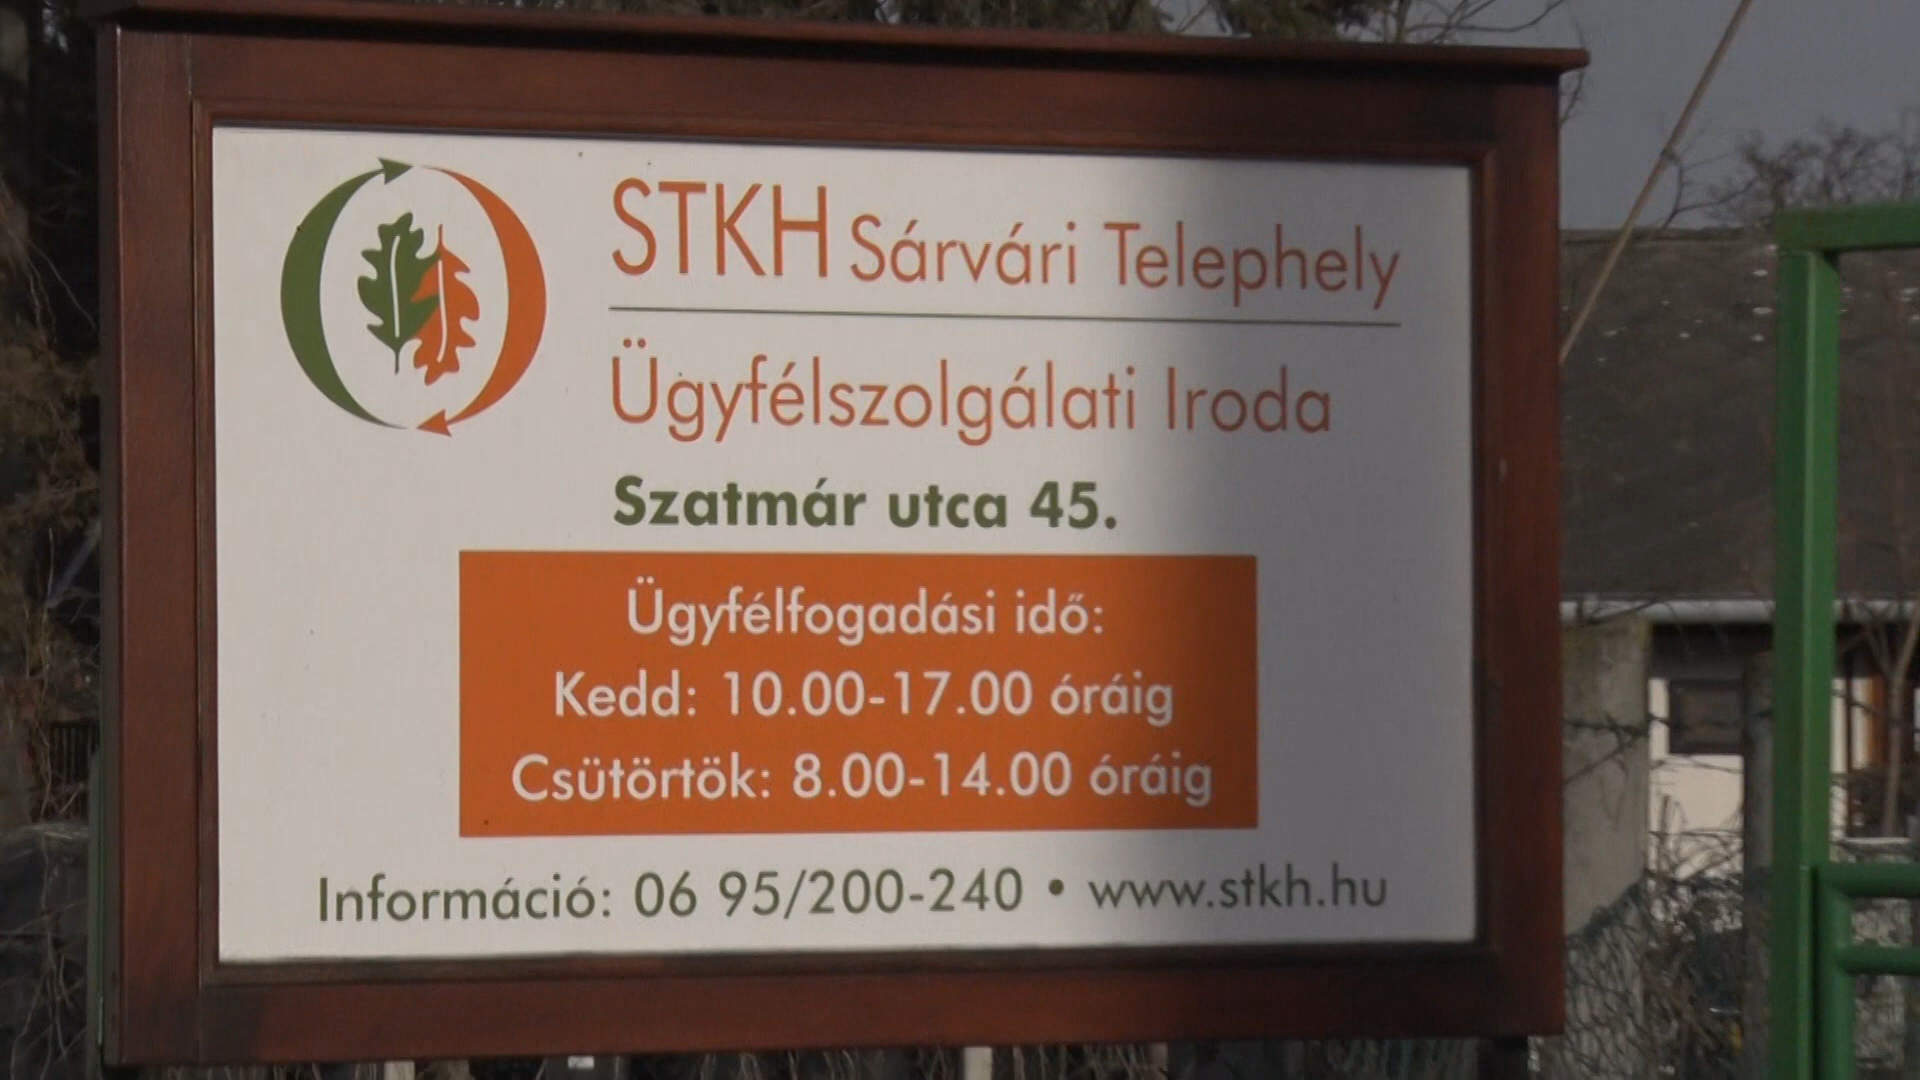 STKH Sárvári Telephely
Ügyfélszolgálati Iroda
Szatmár utca 45.
Ügyfélfogadási idő:
Kedd: 10.00-17.00 óráig
Csütörtök: 8.00-14.00 óráig
Információ: 06 95/200-240 • www.stkh.hu